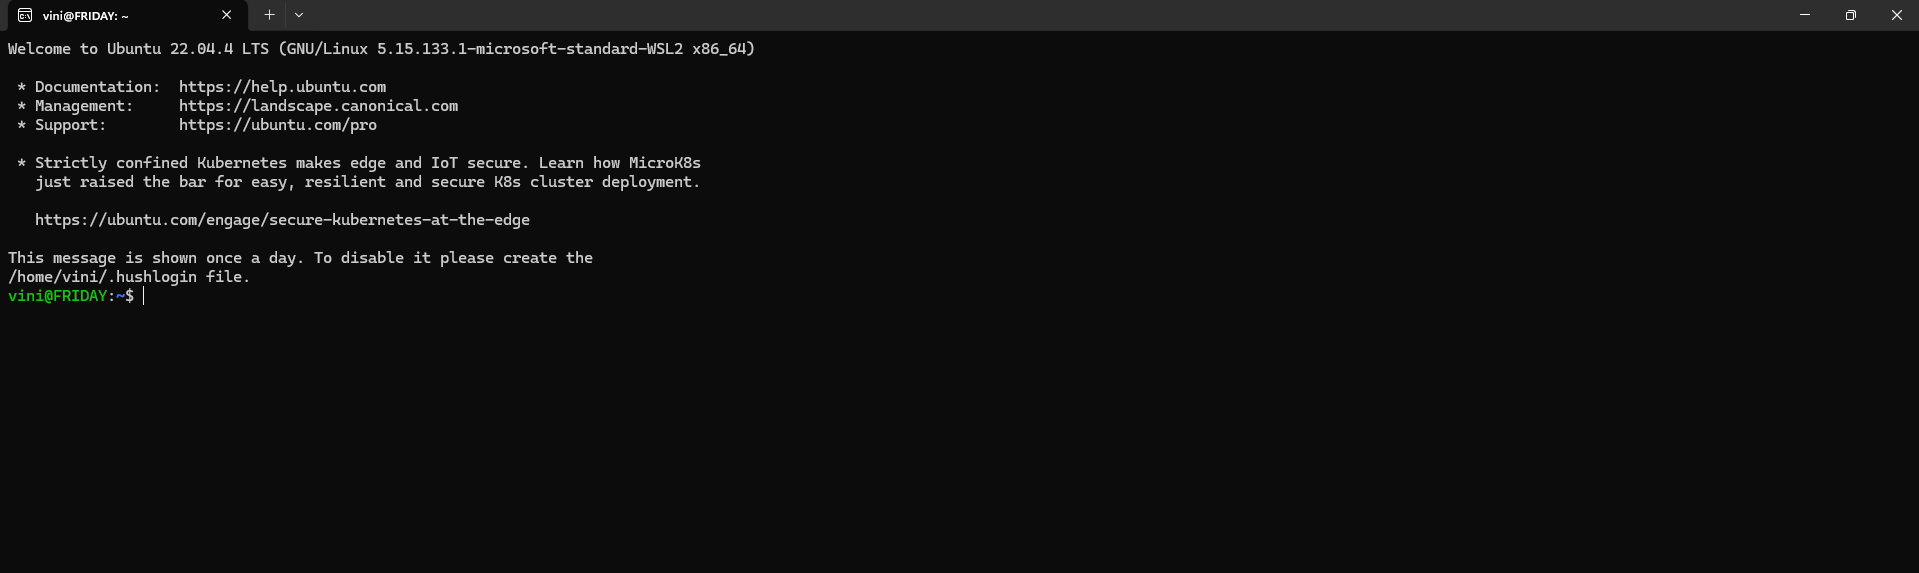 vini@FRIDAY: ~
Welcome to Ubuntu 22.04.4 LTS (GNU/Linux 5.15.133.1-microsoft-standard-WSL2 x86_64)
* Documentation:  https://help.ubuntu.com
* Management:     https://landscape.canonical.com
* Support:        https://ubuntu.com/pro
* Strictly confined Kubernetes makes edge and IoT secure. Learn how MicroK8s
just raised the bar for easy, resilient and secure K8s cluster deployment.
https://ubuntu.com/engage/secure-kubernetes-at-the-edge
This message is shown once a day. To disable it please create the
/home/vini/.hushlogin file.
vini@FRIDAY:~$